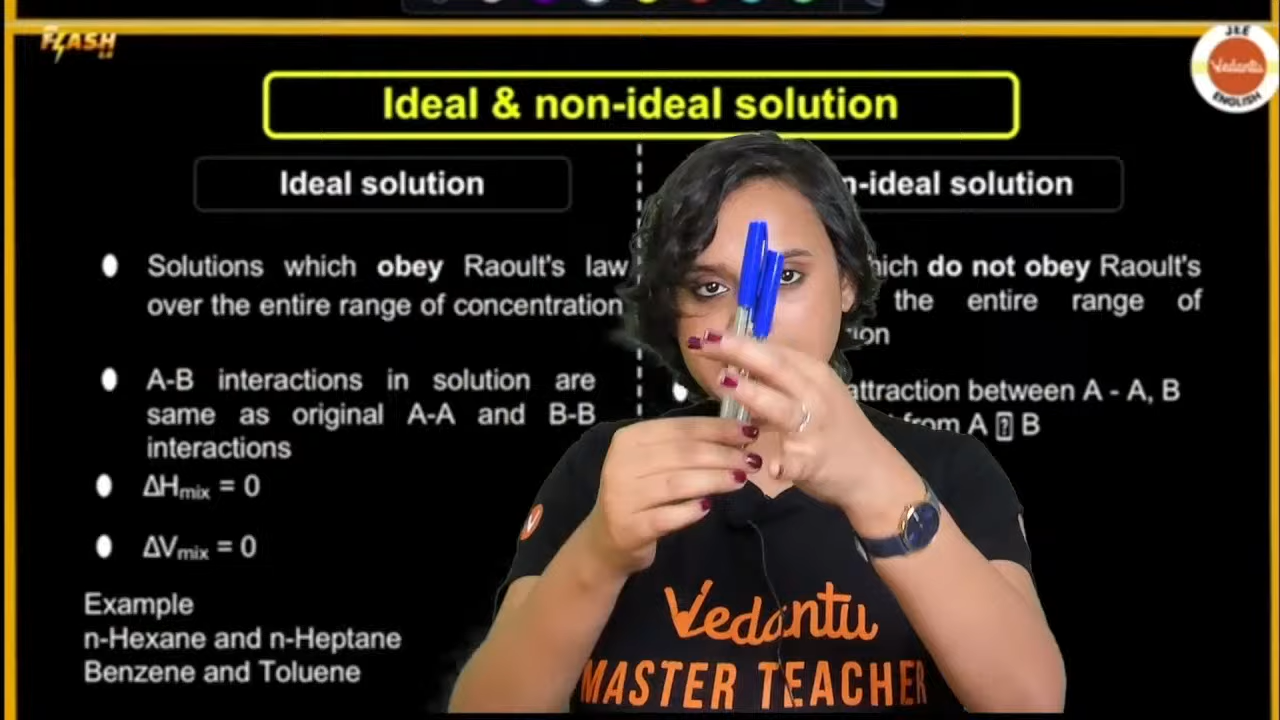 FLASH
JEE
Vedantu
ENGLISH
Ideal & non-ideal solution
Ideal solution
n-ideal solution
Solutions which obey Raoult's law
over the entire range of concentration
A-B interactions in solution are
same as original A-A and B-B
interactions
ΔHmix = 0
ΔVmix = 0
Example
n-Hexane and n-Heptane
Benzene and Toluene
hich do not obey Raoult's
the entire range of
ion
attraction between A - A, B
from A B
Vedantu
MASTER TEACHER